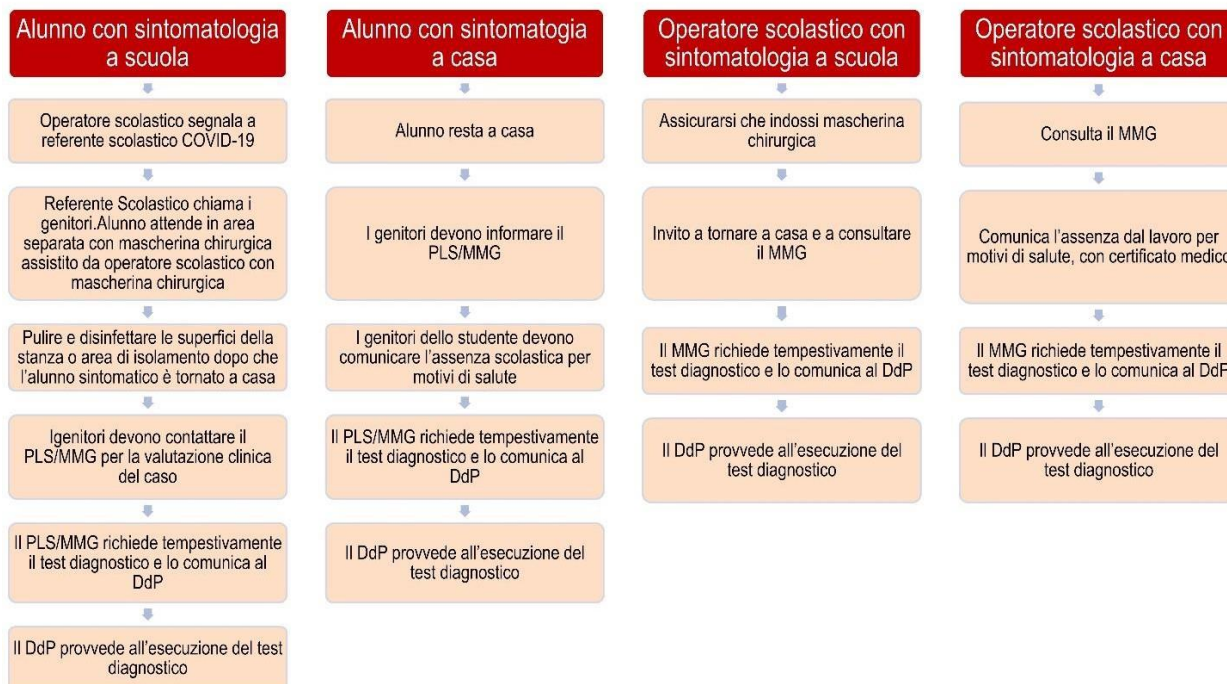 Alunno con sintomatologia
a scuola
Operatore scolastico segnala a
referente scolastico COVID-19
Referente Scolastico chiama i
genitori.Alunno attende in area
separata con mascherina chirurgica
assistito da operatore scolastico con
mascherina chirurgica
Pulire e disinfettare le superfici della
stanza o area di isolamento dopo che
l'alunno sintomatico è tornato a casa
Igenitori devono contattare il
PLS/MMG per la valutazione clinica
del caso
Il PLS/MMG richiede tempestivamente
il test diagnostico e lo comunica al
DdP
Il DdP provvede all'esecuzione del test
diagnostico
Alunno con sintomatogia
a casa
Alunno resta a casa
I genitori devono informare il
PLS/MMG
I genitori dello studente devono
comunicare l'assenza scolastica per
motivi di salute
Il PLS/MMG richiede tempestivamente
il test diagnostico e lo comunica al
DdP
Il DdP provvede all'esecuzione del
test diagnostico
Operatore scolastico con
sintomatologia a scuola
Assicurarsi che indossi mascherina
chirurgica
Invito a tornare a casa e a consultare
il MMG
Il MMG richiede tempestivamente il
test diagnostico e lo comunica al DdP
Il DdP provvede all'esecuzione del
test diagnostico
Operatore scolastico con
sintomatologia a casa
Consulta il MMG
Comunica l'assenza dal lavoro per
motivi di salute, con certificato medico
Il MMG richiede tempestivamente il
test diagnostico e lo comunica al DdP
Il DdP provvede all'esecuzione del
test diagnostico